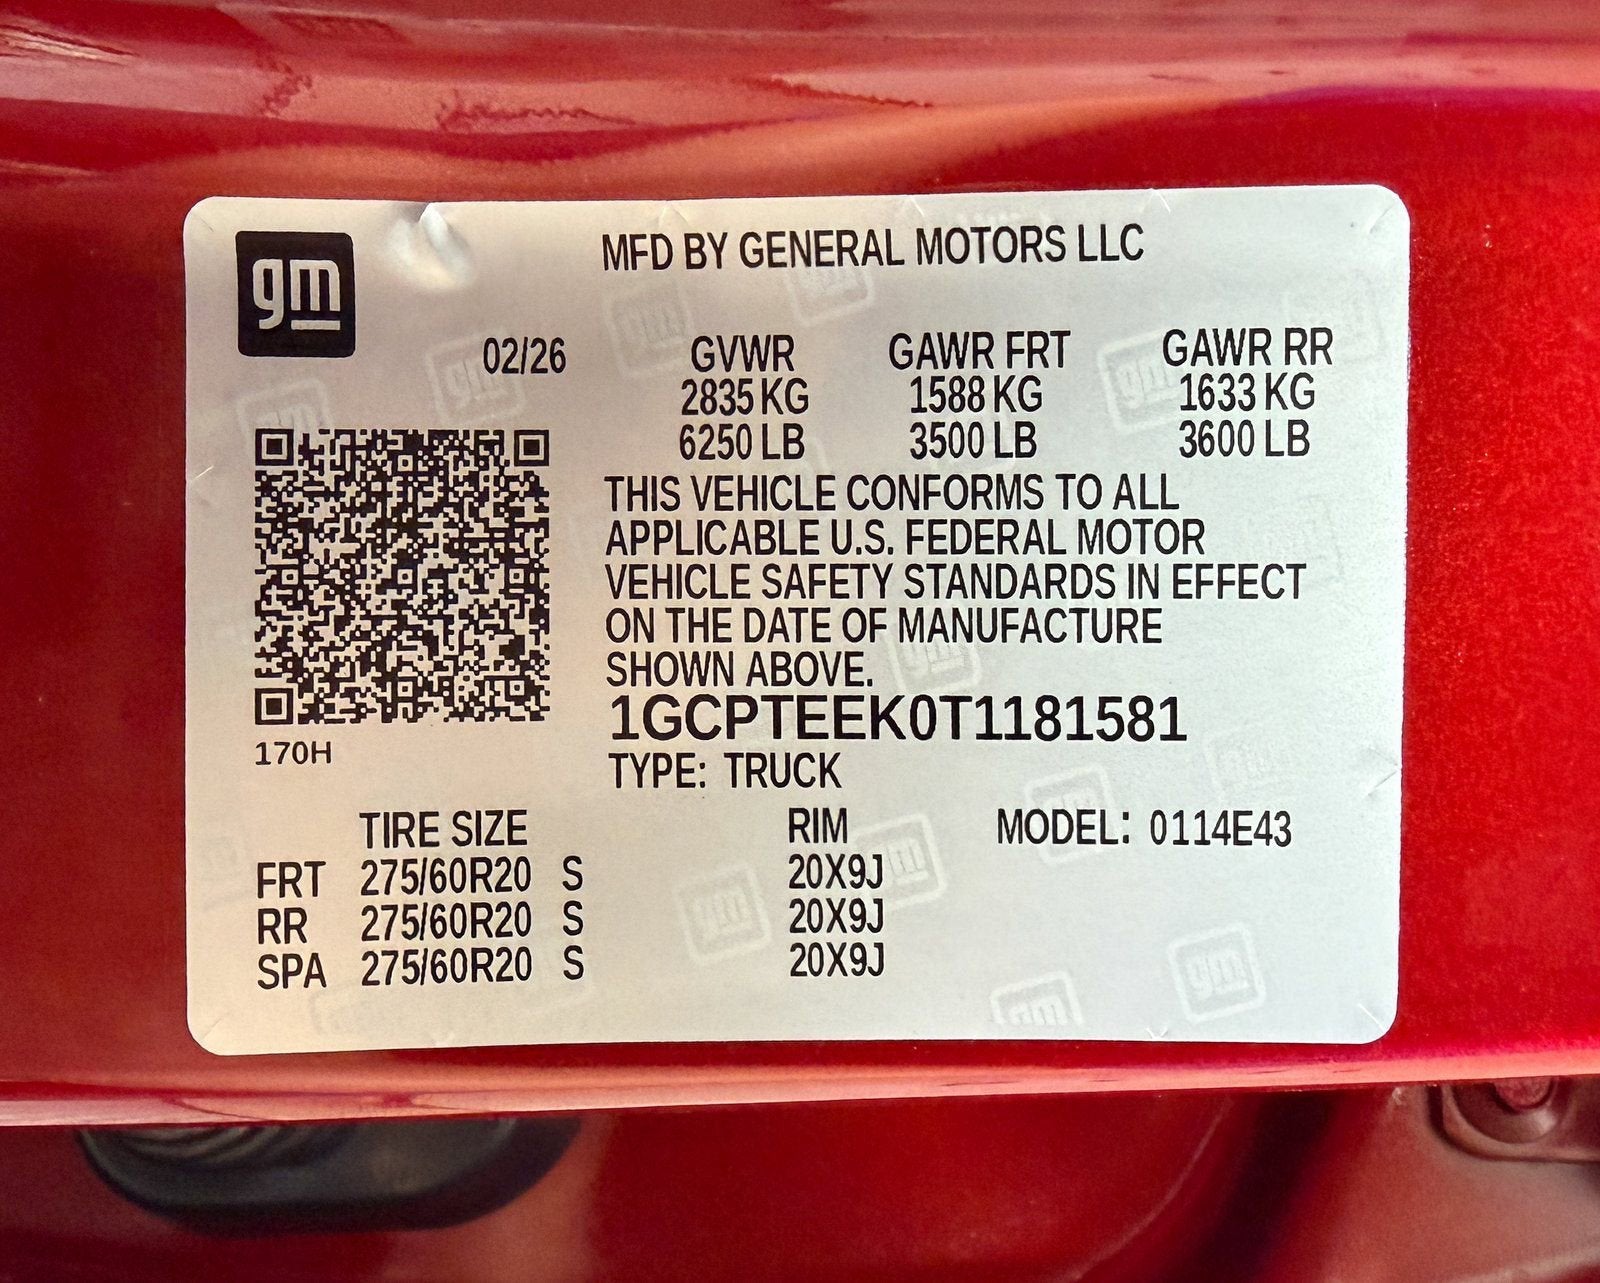 gm
MFD BY GENERAL MOTORS LLC
02/26 GVWR GAWR FRT GAWR RR
2835 KG 1588 KG 1633 KG
6250 LB 3500 LB 3600 LB
THIS VEHICLE CONFORMS TO ALL
APPLICABLE U.S. FEDERAL MOTOR
VEHICLE SAFETY STANDARDS IN EFFECT
ON THE DATE OF MANUFACTURE
SHOWN ABOVE.
1GCPTEEK0T1181581
170H
TYPE: TRUCK
TIRE SIZE RIM MODEL: 0114E43
FRT 275/60R20 S 20X9J
RR 275/60R20 S 20X9J
SPA 275/60R20 S 20X9J